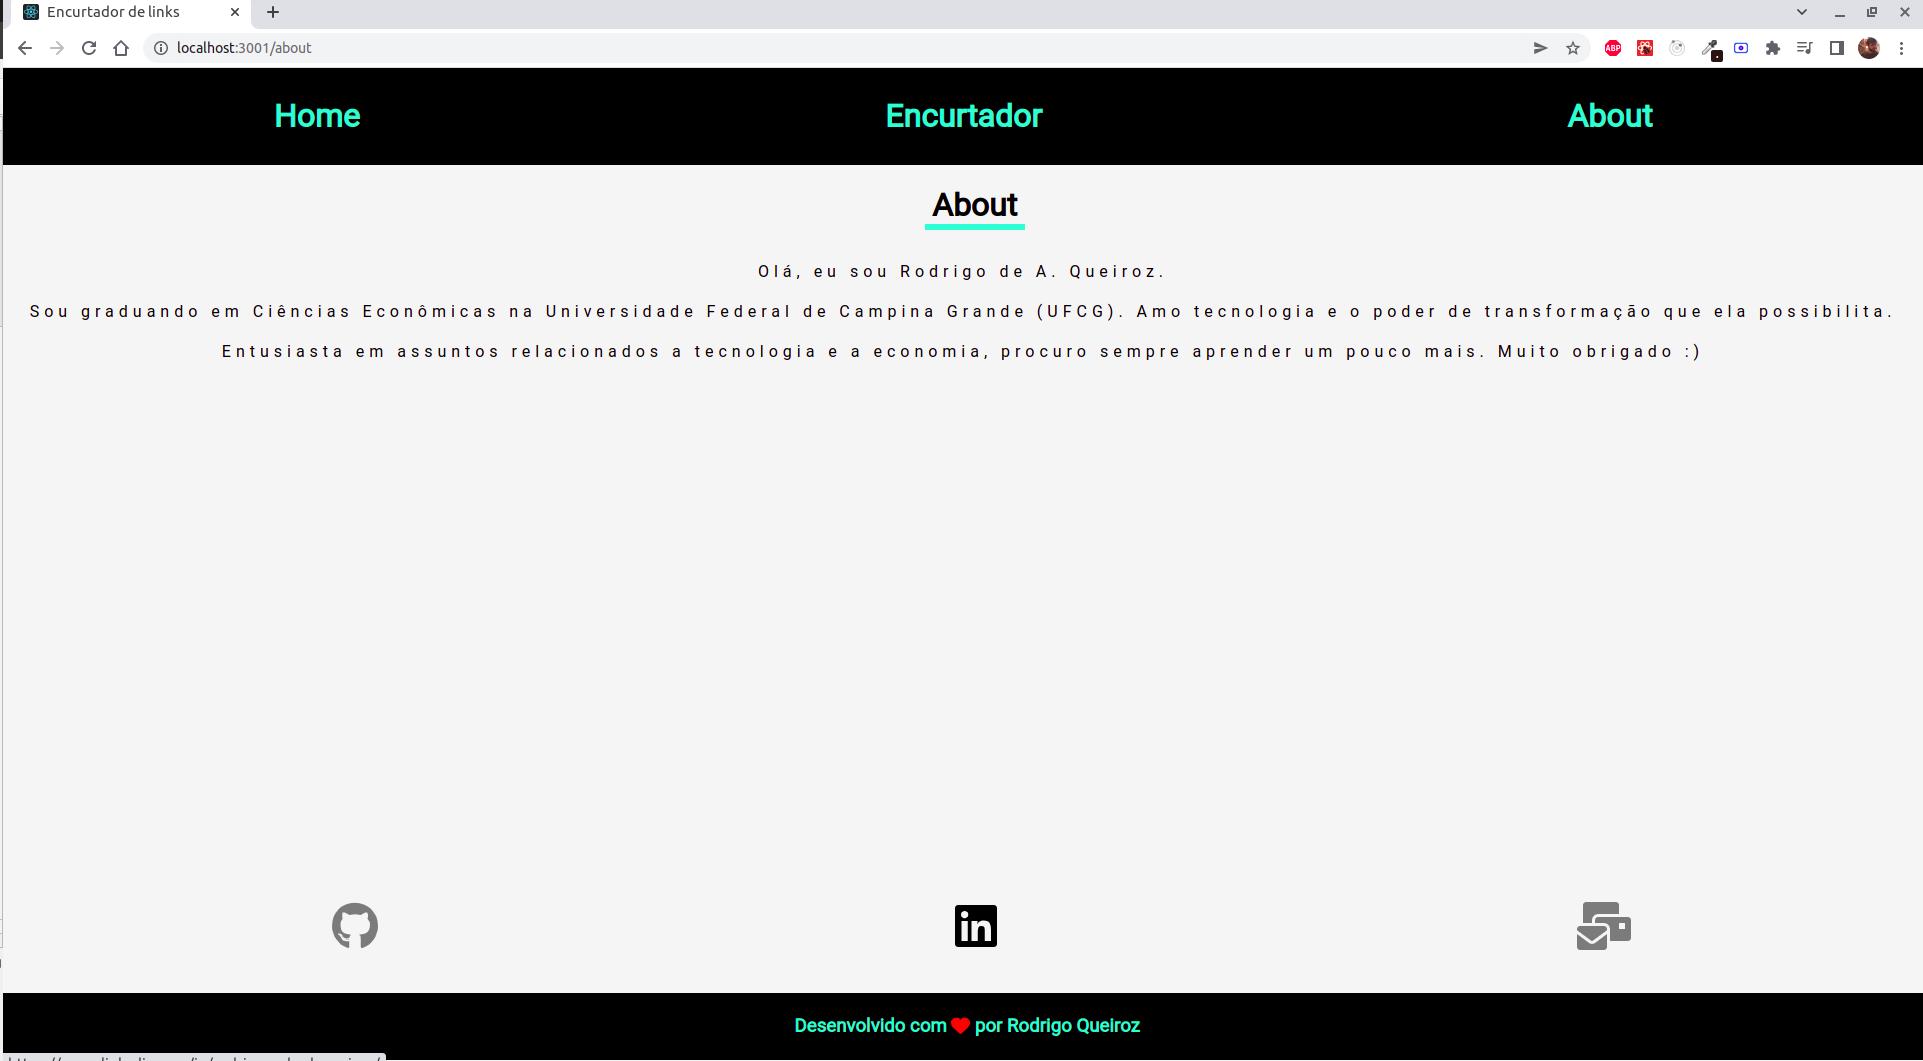 Encurtador de links
localhost:3001/about
ABP
Home Encurtador About
About
Olá, eu sou Rodrigo de A. Queiroz.
Sou graduando em Ciências Econômicas na Universidade Federal de Campina Grande (UFCG). Amo tecnologia e o poder de transformação que ela possibilita.
Entusiasta em assuntos relacionados a tecnologia e a economia, procuro sempre aprender um pouco mais. Muito obrigado :)
in
Desenvolvido com ❤ por Rodrigo Queiroz